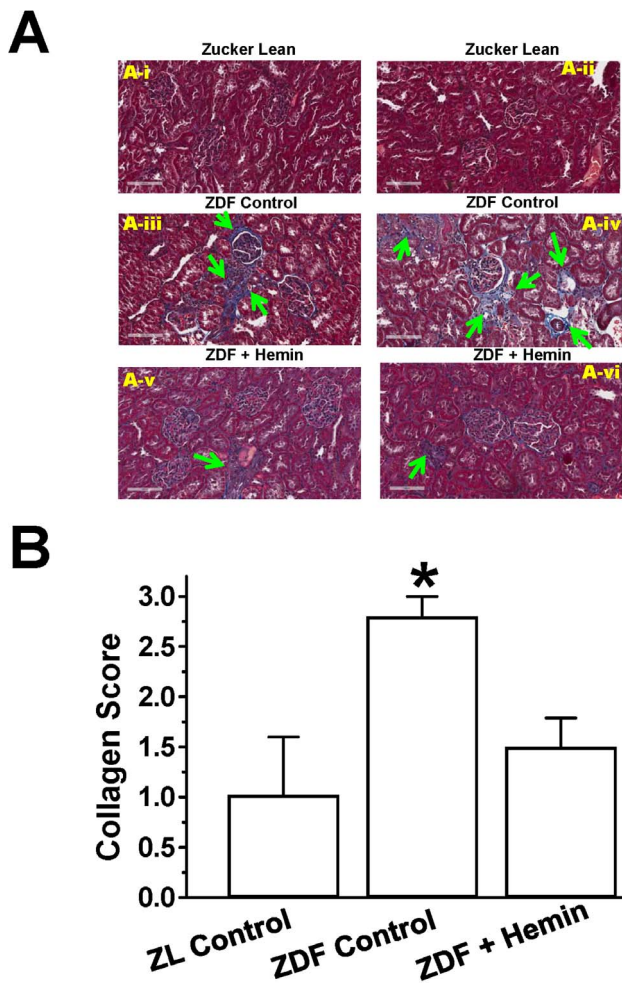 A
Zucker Lean
Zucker Lean
A-i
A-ii
ZDF Control
ZDF Control
A-iii
A-iv
ZDF + Hemin
ZDF + Hemin
A-v
A-vi
B
*
3.0
2.5
2.0
1.5
1.0
0.5
0.0
Collagen Score
ZL Control
ZDF Control
ZDF + Hemin